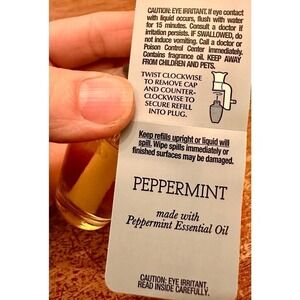 CAUTION: EYE IRRITANT. If eye contact
with liquid occurs, flush with water
for 15 minutes. Consult a doctor if
irritation persists. IF SWALLOWED, do
not induce vomiting. Call a doctor or
Poison Control Center immediately.
Contains fragrance oil. KEEP AWAY
FROM CHILDREN AND PETS.
TWIST CLOCKWISE
TO REMOVE CAP
AND COUNTER-
CLOCKWISE TO
SECURE REFILL
INTO PLUG.
Keep refills upright or liquid will
spill. Wipe spills immediately or
finished surfaces may be damaged.
PEPPERMINT
made with
Peppermint Essential Oil
CAUTION: EYE IRRITANT.
READ INSIDE CAREFULLY.